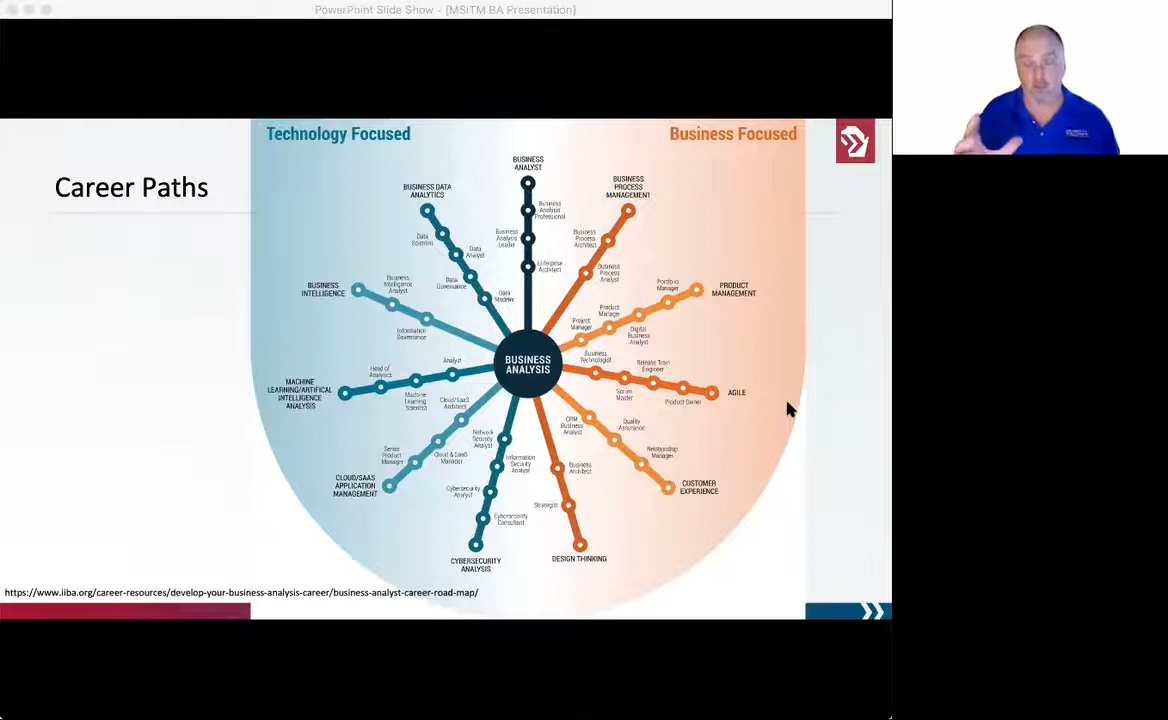 PowerPoint Slide Show - [MSITM.BA Presentation]
Technology Focused
Business Focused
Career Paths
BUSINESS
ANALYST
Business
Analysis
Professional
Business
Analysis
Leader
Enterprise
Architect
BUSINESS DATA
ANALYTICS
Data
Scientist
Data
Analyst
Data
Governance
Data
Modeler
BUSINESS
PROCESS
MANAGEMENT
Business
Process
Architect
Business
Process
Analyst
BUSINESS
INTELLIGENCE
Business
Intelligence
Analyst
Information
Governance
PRODUCT
MANAGEMENT
Portfolio
Manager
Product
Manager
Project
Manager
Digital
Business
Analyst
BUSINESS
ANALYSIS
MACHINE
LEARNING/ARTIFICAL
INTELLIGENCE
ANALYSIS
Head of
Analytics
Analyst
Machine
Learning
Scientist
Business
Technologist
Release Train
Engineer
Scrum
Master
Product Owner
AGILE
Cloud/SaaS
Architect
Cloud & SaaS
Manager
Senior
Product
Manager
CLOUD/SAAS
APPLICATION
MANAGEMENT
CRM
Business
Analyst
Quality
Assurance
Relationship
Manager
CUSTOMER
EXPERIENCE
Network
Security
Analyst
Information
Security
Analyst
Cybersecurity
Analyst
Cybersecurity
Consultant
CYBERSECURITY
ANALYSIS
Business
Architect
Strategist
DESIGN THINKING
https://www.iiba.org/career-resources/develop-your-business-analysis-career/business-analyst-career-road-map/